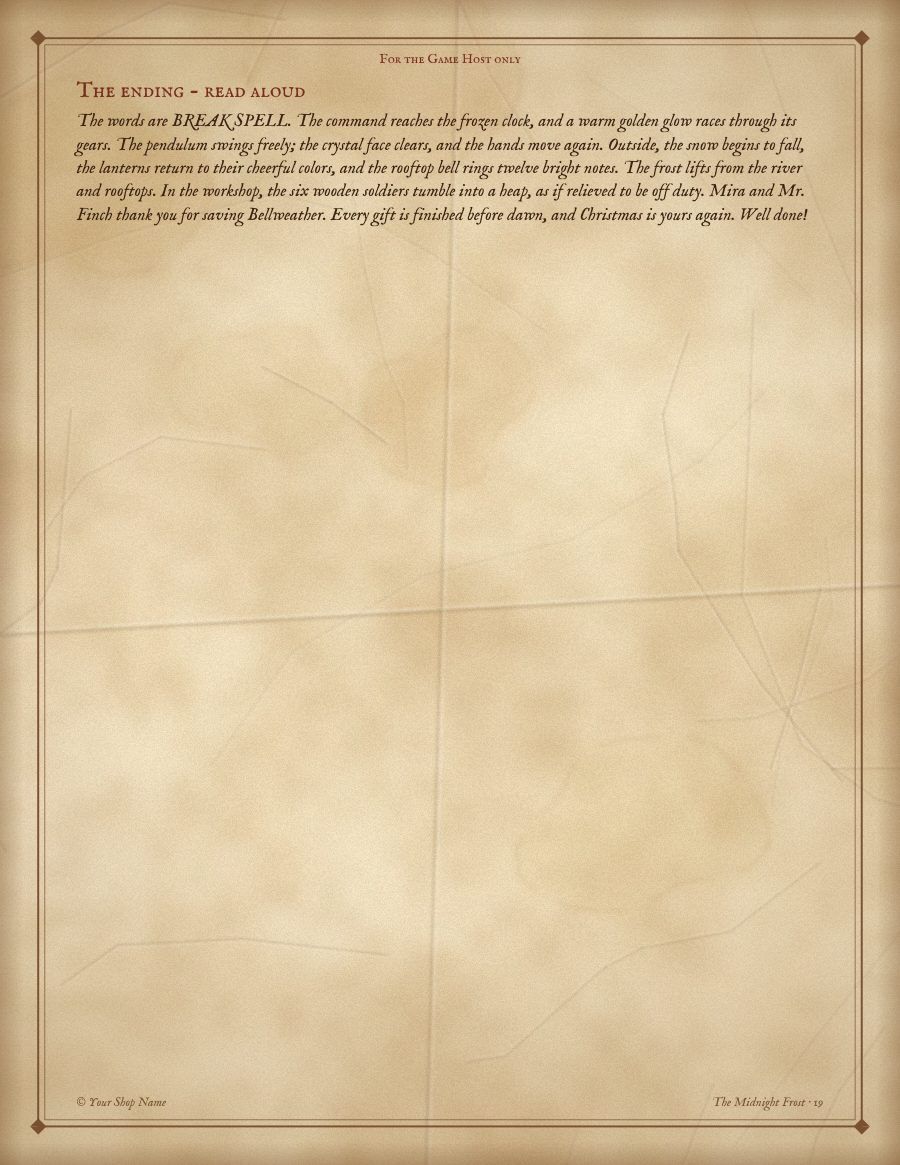 For the Game Host only
The ending - read aloud
The words are BREAK SPELL. The command reaches the frozen clock, and a warm golden glow races through its
gears. The pendulum swings freely; the crystal face clears, and the hands move again. Outside, the snow begins to fall,
the lanterns return to their cheerful colors, and the rooftop bell rings twelve bright notes. The frost lifts from the river
and rooftops. In the workshop, the six wooden soldiers tumble into a heap, as if relieved to be off duty. Mira and Mr.
Finch thank you for saving Bellweather. Every gift is finished before dawn, and Christmas is yours again. Well done!
© Your Shop Name
The Midnight Frost · 19